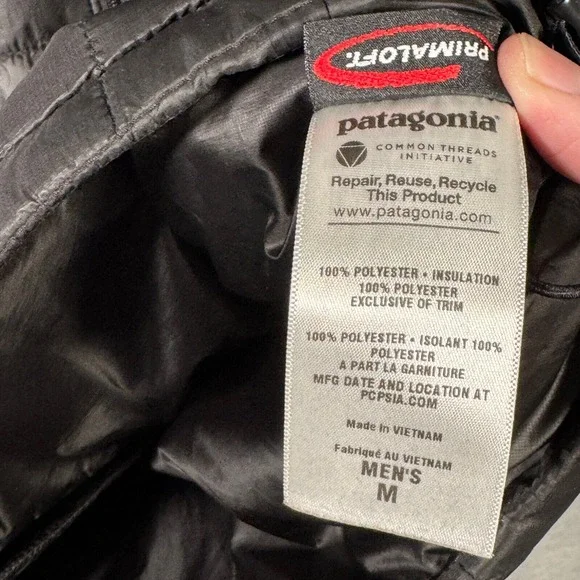 PRIMALOFT.
patagonia®
COMMON THREADS
INITIATIVE
Repair, Reuse, Recycle
This Product
www.patagonia.com
100% POLYESTER • INSULATION
100% POLYESTER
EXCLUSIVE OF TRIM
100% POLYESTER • ISOLANT 100%
POLYESTER
A PART LA GARNITURE
MFG DATE AND LOCATION AT
PCPSIA.COM
Made in VIETNAM
Fabriqué AU VIETNAM
MEN'S
M